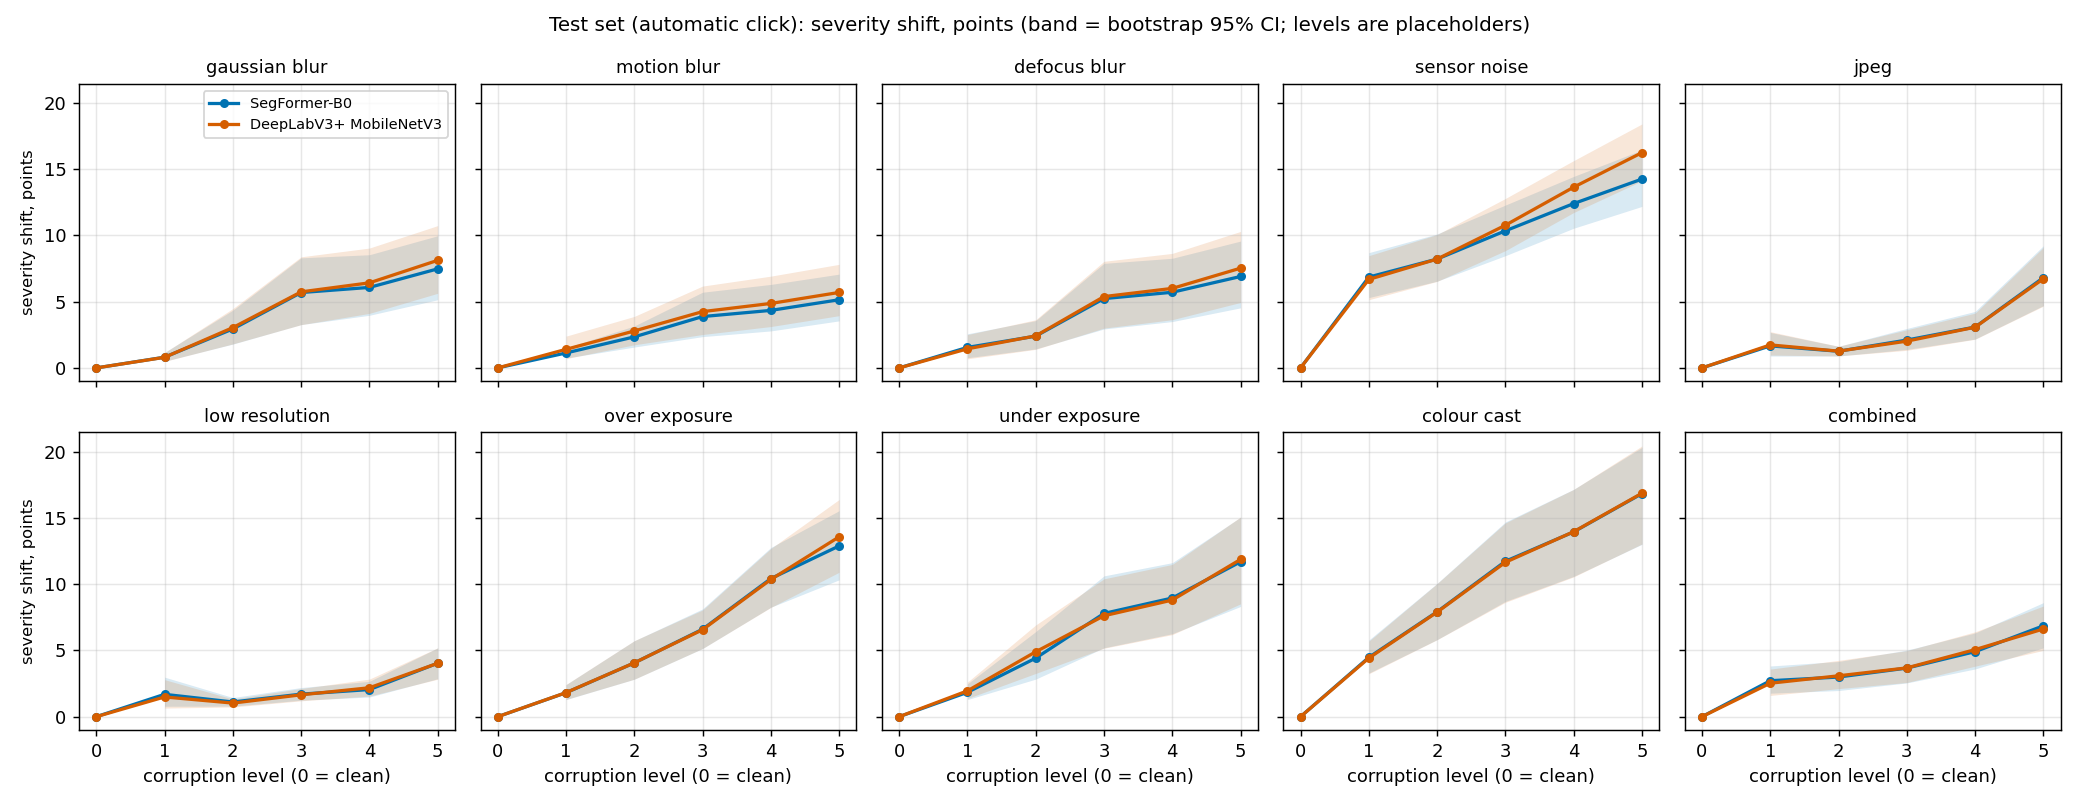 Test set (automatic click): severity shift, points (band = bootstrap 95% CI; levels are placeholders)
gaussian blur
motion blur
defocus blur
sensor noise
jpeg
SegFormer-B0
DeepLabV3+ MobileNetV3
severity shift, points
20
15
10
5
0
low resolution
over exposure
under exposure
colour cast
combined
severity shift, points
20
15
10
5
0
0 1 2 3 4 5
0 1 2 3 4 5
0 1 2 3 4 5
0 1 2 3 4 5
0 1 2 3 4 5
corruption level (0 = clean)
corruption level (0 = clean)
corruption level (0 = clean)
corruption level (0 = clean)
corruption level (0 = clean)